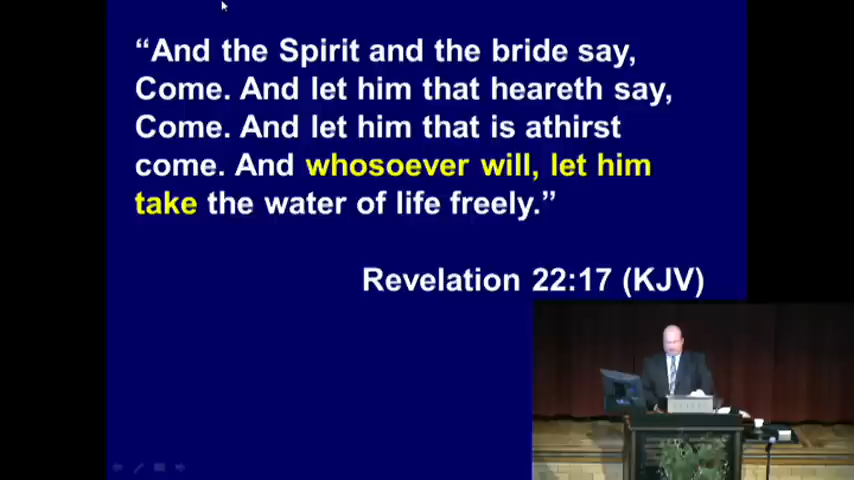 “And the Spirit and the bride say,
Come. And let him that heareth say,
Come. And let him that is athirst
come. And whosoever will, let him
take the water of life freely.”
Revelation 22:17 (KJV)